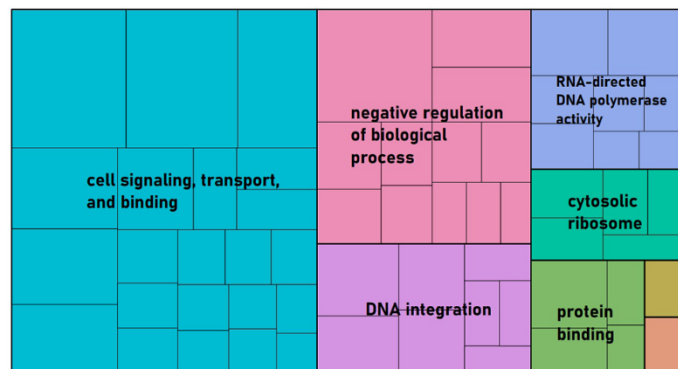 cell signaling, transport,
and binding
negative regulation
of biological
process
DNA integration
RNA-directed
DNA polymerase
activity
cytosolic
ribosome
protein
binding